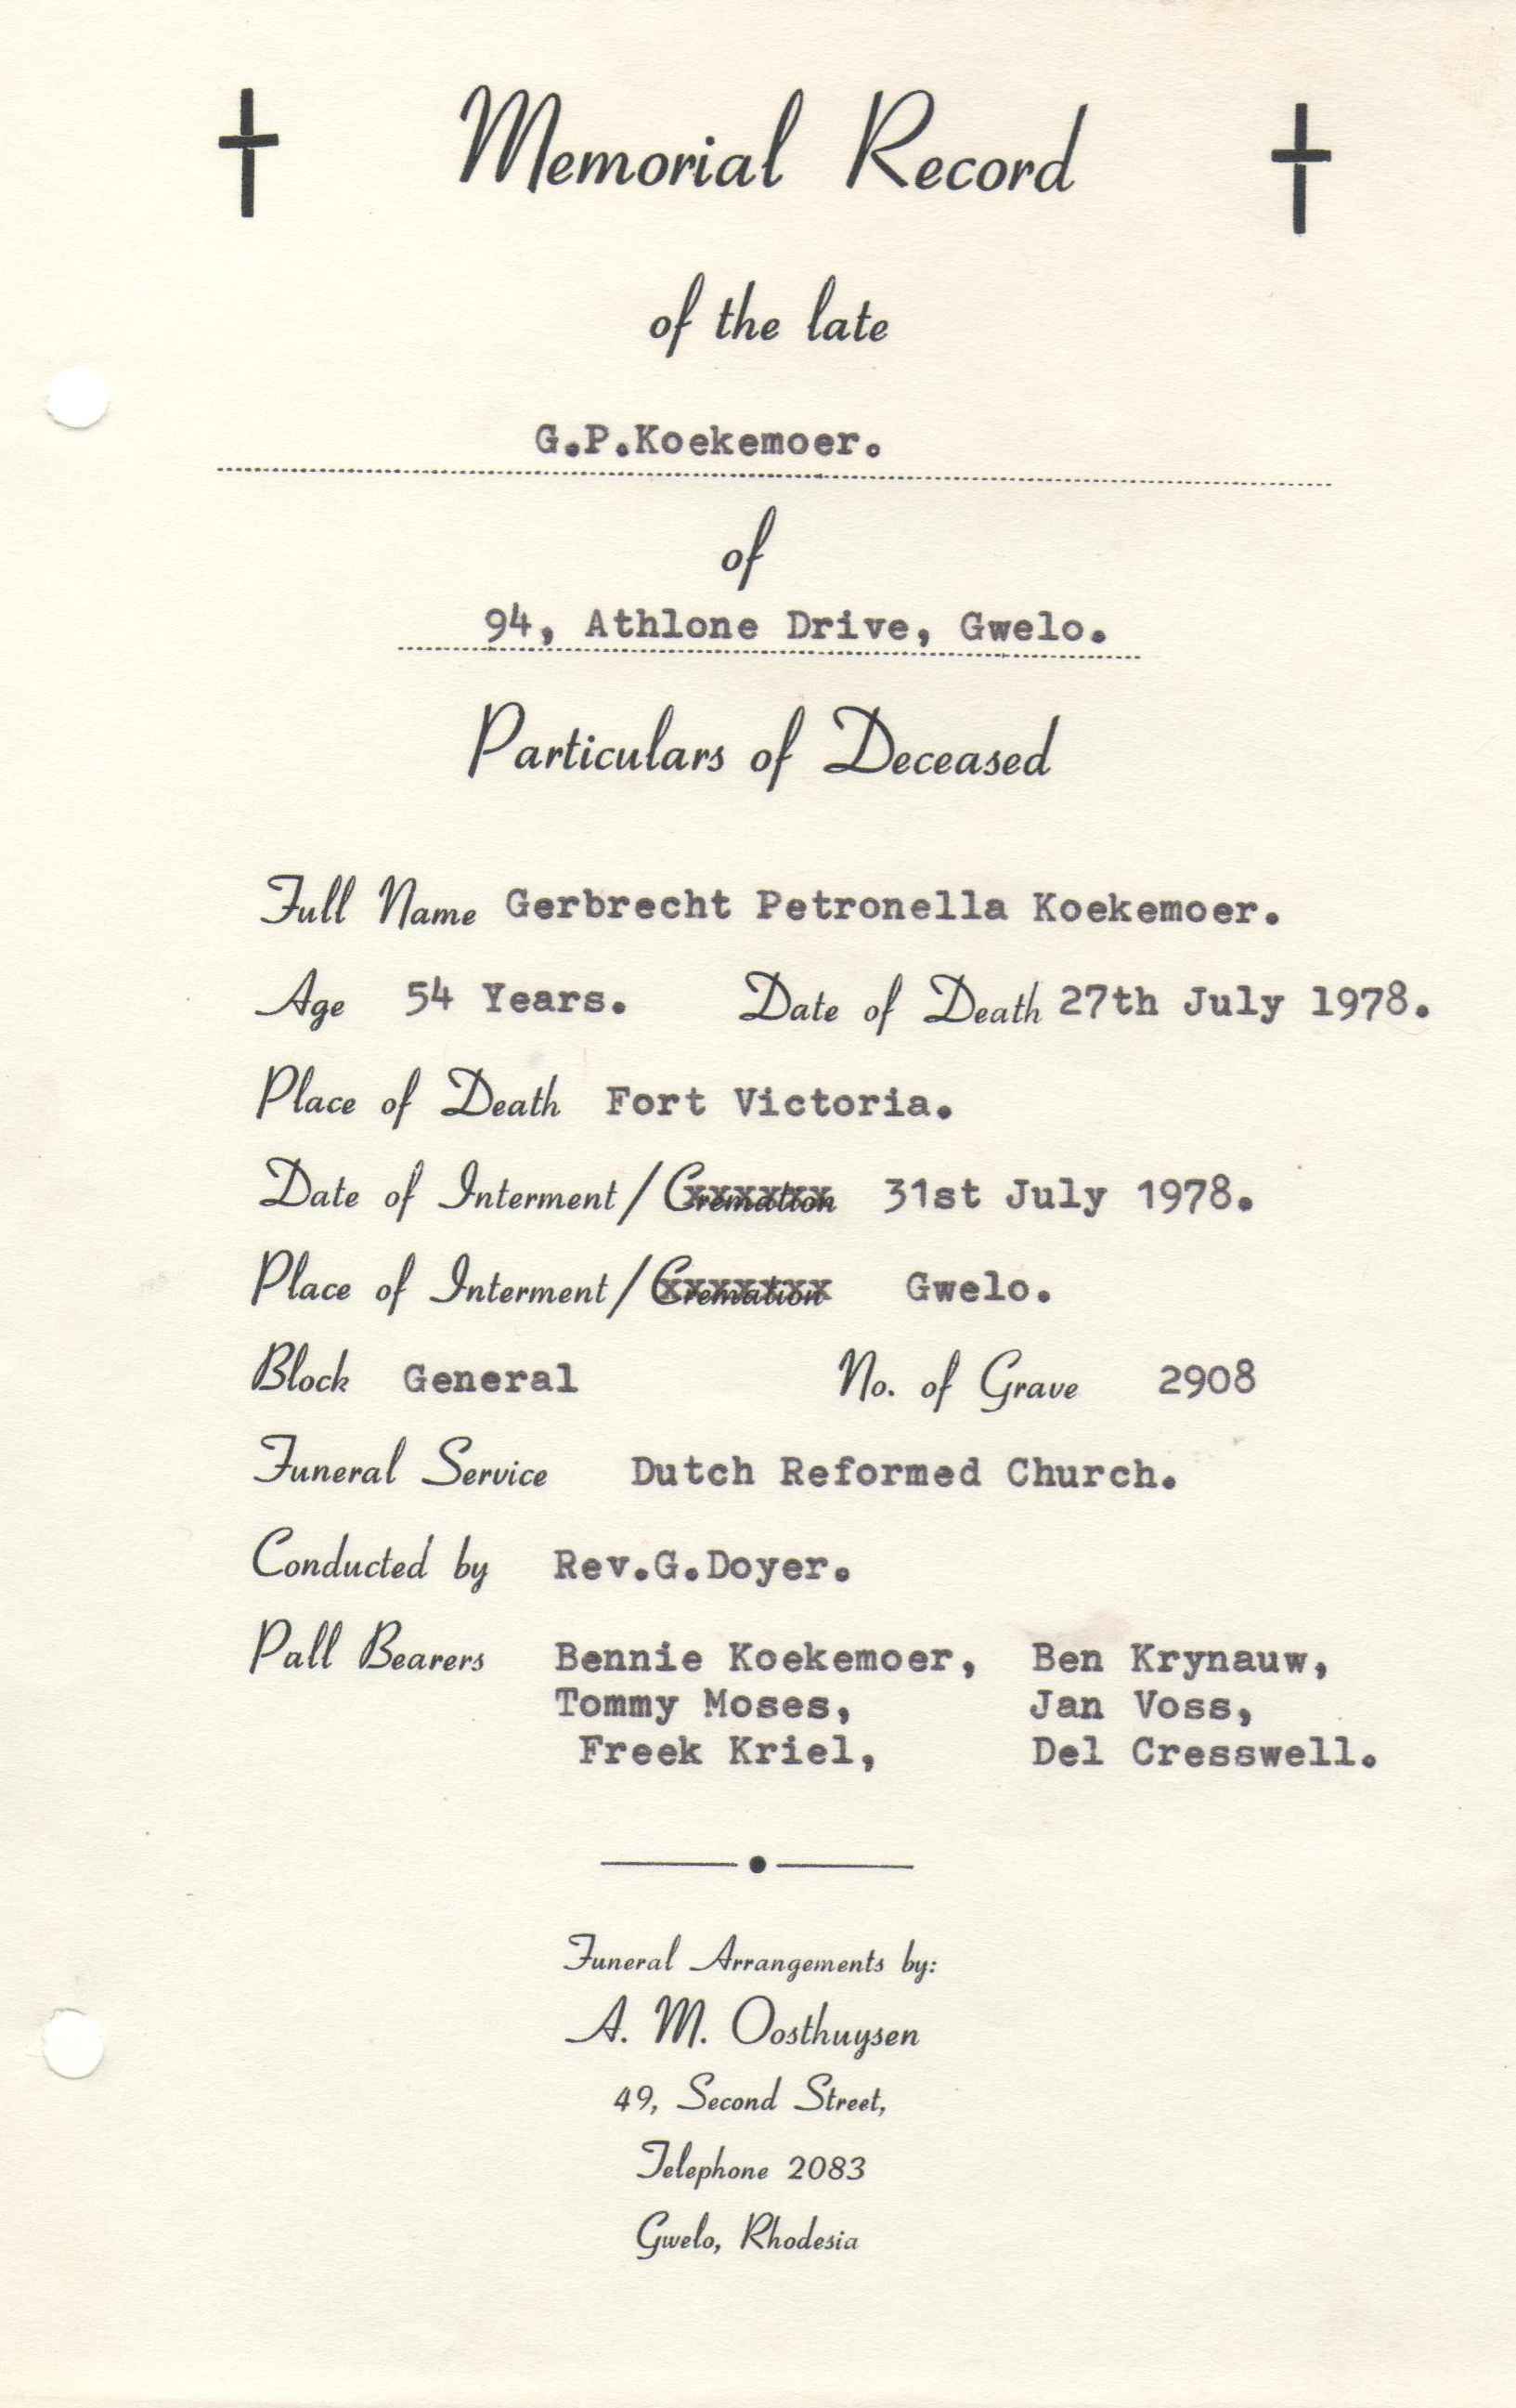 Memorial Record
of the late
G.P.Koekemoer.
of
94, Athlone Drive, Gwelo.
Particulars of Deceased
Full Name Gerbrecht Petronella Koekemoer.
Age 54 Years. Date of Death 27th July 1978.
Place of Death Fort Victoria.
Date of Interment/Cremation 31st July 1978.
Place of Interment/Cremation Gwelo.
Block General No. of Grave 2908
Funeral Service Dutch Reformed Church.
Conducted by Rev.G.Doyer.
Pall Bearers Bennie Koekemoer, Ben Krynauw,
Tommy Moses, Jan Voss,
Freek Kriel, Del Cresswell.
Funeral Arrangements by:
A. M. Oosthuysen
49, Second Street,
Telephone 2083
Gwelo, Rhodesia